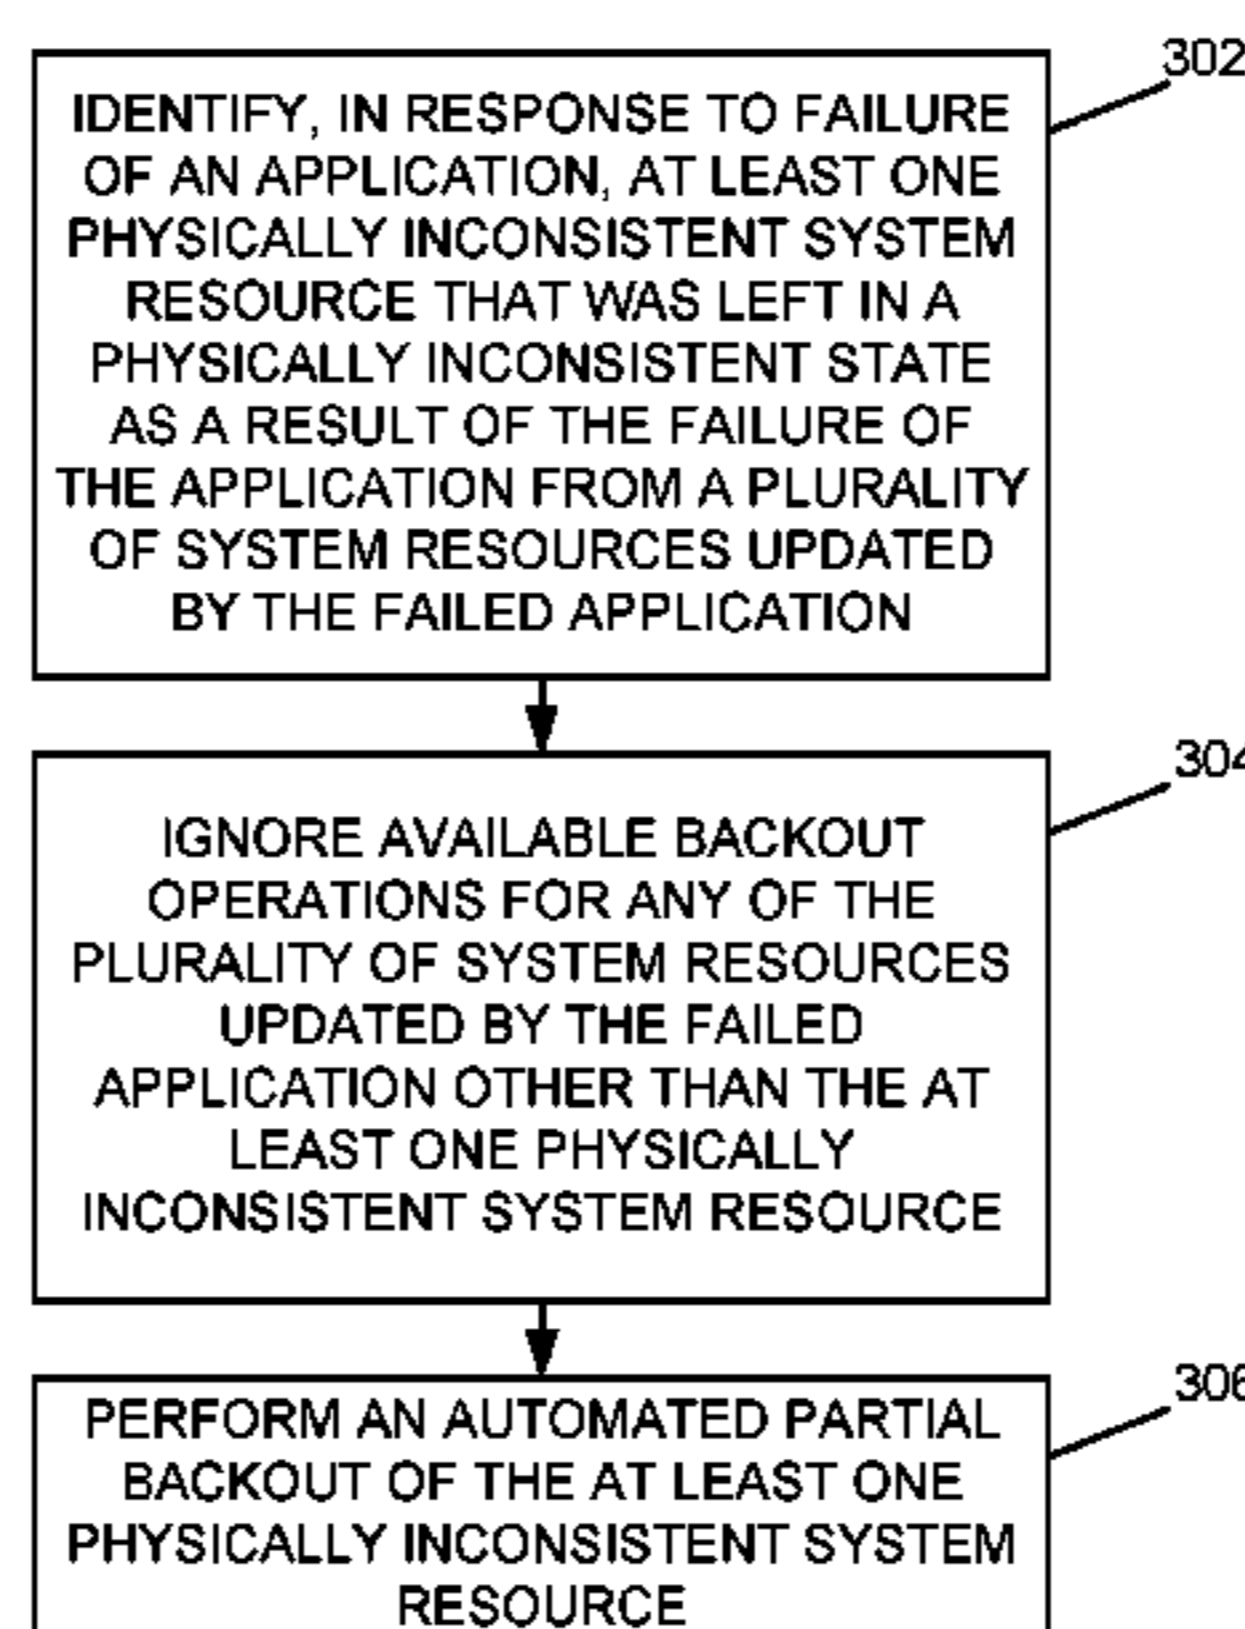 302
IDENTIFY, IN RESPONSE TO FAILURE
OF AN APPLICATION, AT LEAST ONE
PHYSICALLY INCONSISTENT SYSTEM
RESOURCE THAT WAS LEFT IN A
PHYSICALLY INCONSISTENT STATE
AS A RESULT OF THE FAILURE OF
THE APPLICATION FROM A PLURALITY
OF SYSTEM RESOURCES UPDATED
BY THE FAILED APPLICATION
304
IGNORE AVAILABLE BACKOUT
OPERATIONS FOR ANY OF THE
PLURALITY OF SYSTEM RESOURCES
UPDATED BY THE FAILED
APPLICATION OTHER THAN THE AT
LEAST ONE PHYSICALLY
INCONSISTENT SYSTEM RESOURCE
306
PERFORM AN AUTOMATED PARTIAL
BACKOUT OF THE AT LEAST ONE
PHYSICALLY INCONSISTENT SYSTEM
RESOURCE